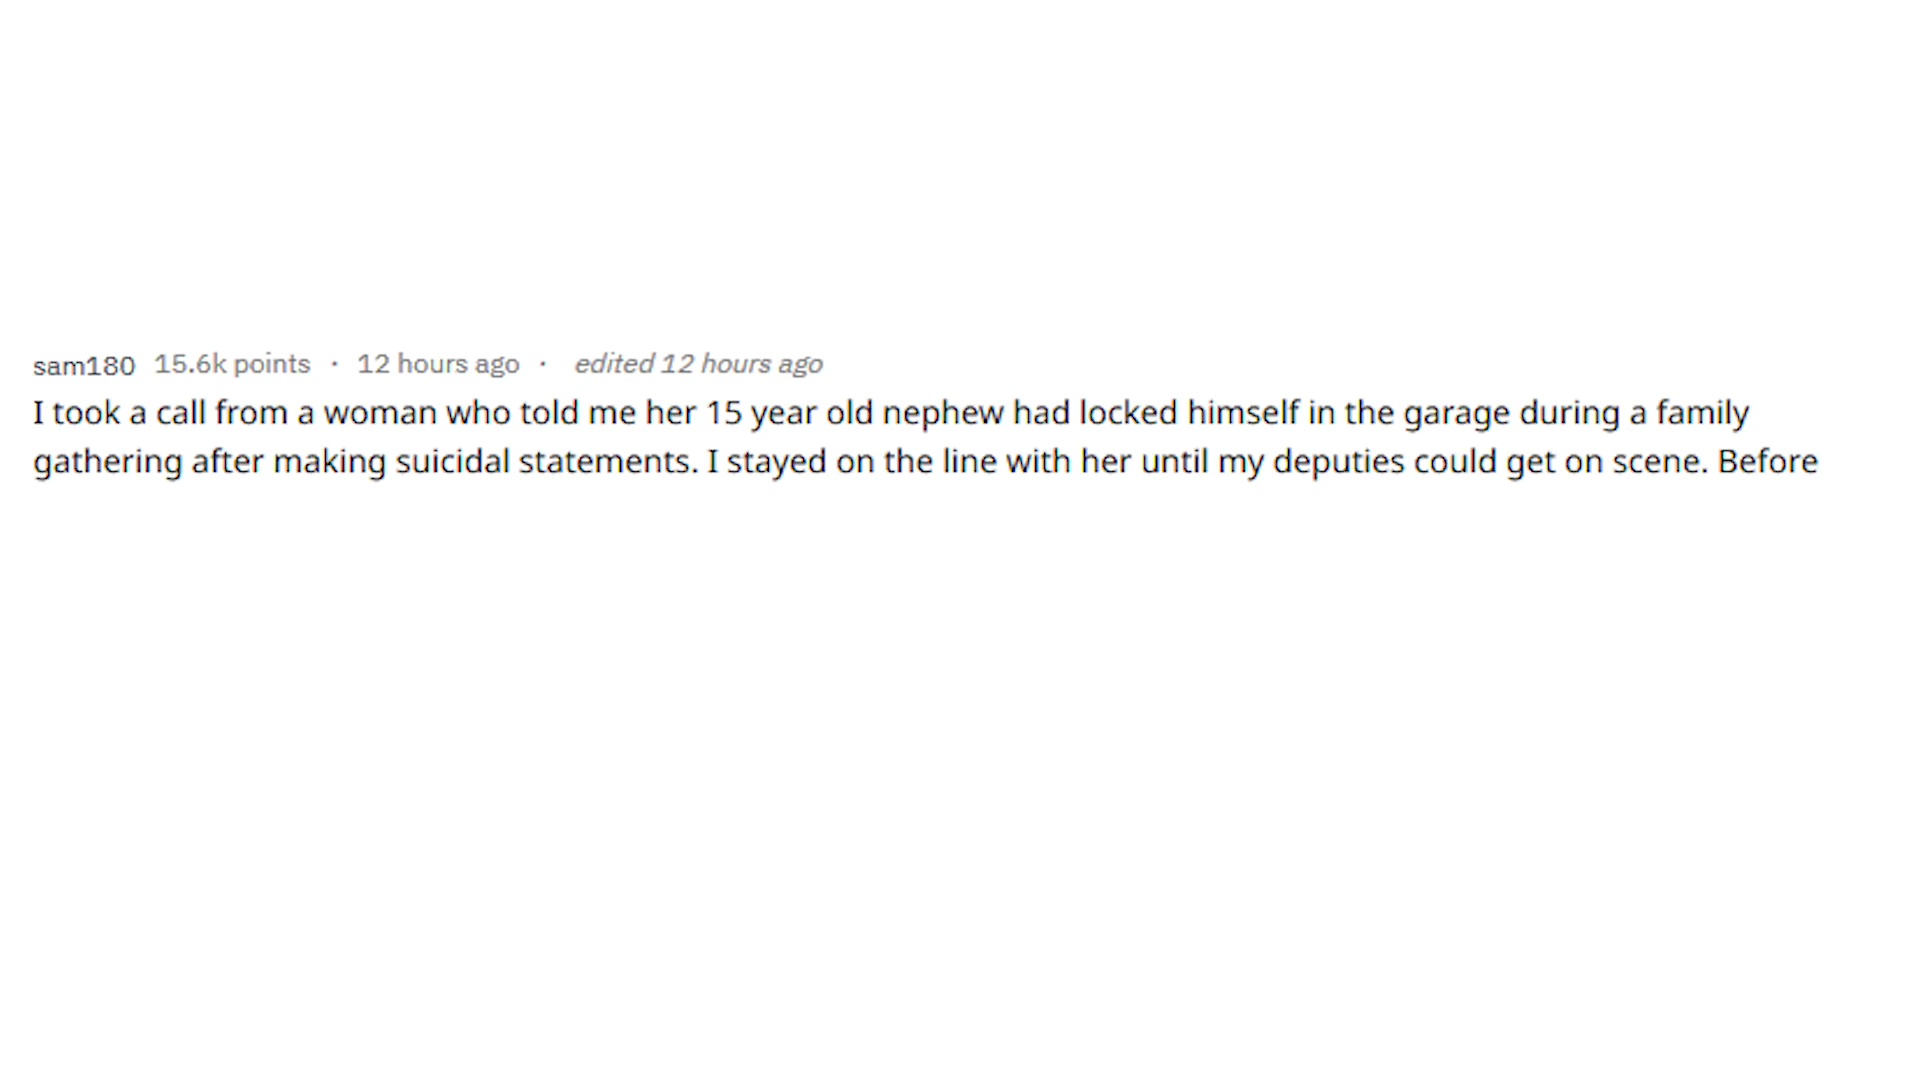 sam180 15.6k points · 12 hours ago · edited 12 hours ago
I took a call from a woman who told me her 15 year old nephew had locked himself in the garage during a family
gathering after making suicidal statements. I stayed on the line with her until my deputies could get on scene. Before